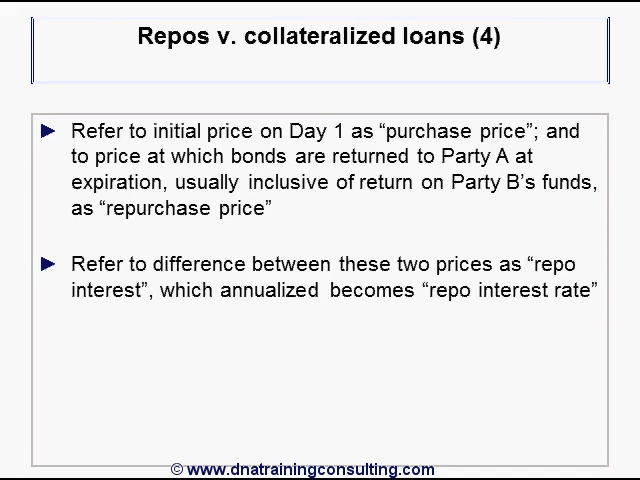 Repos v. collateralized loans (4)
► Refer to initial price on Day 1 as “purchase price”; and
to price at which bonds are returned to Party A at
expiration, usually inclusive of return on Party B’s funds,
as “repurchase price”
► Refer to difference between these two prices as “repo
interest”, which annualized becomes “repo interest rate”
© www.dnatrainingconsulting.com